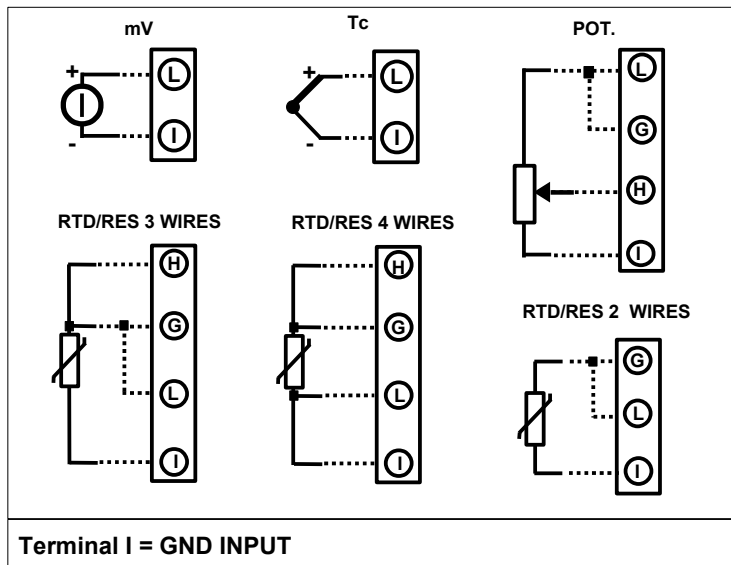 mV
+
L
-
I
Tc
+
L
-
I
POT.
L
G
H
I
RTD/RES 3 WIRES
H
G
L
I
RTD/RES 4 WIRES
H
G
L
I
RTD/RES 2 WIRES
G
L
I
Terminal I = GND INPUT